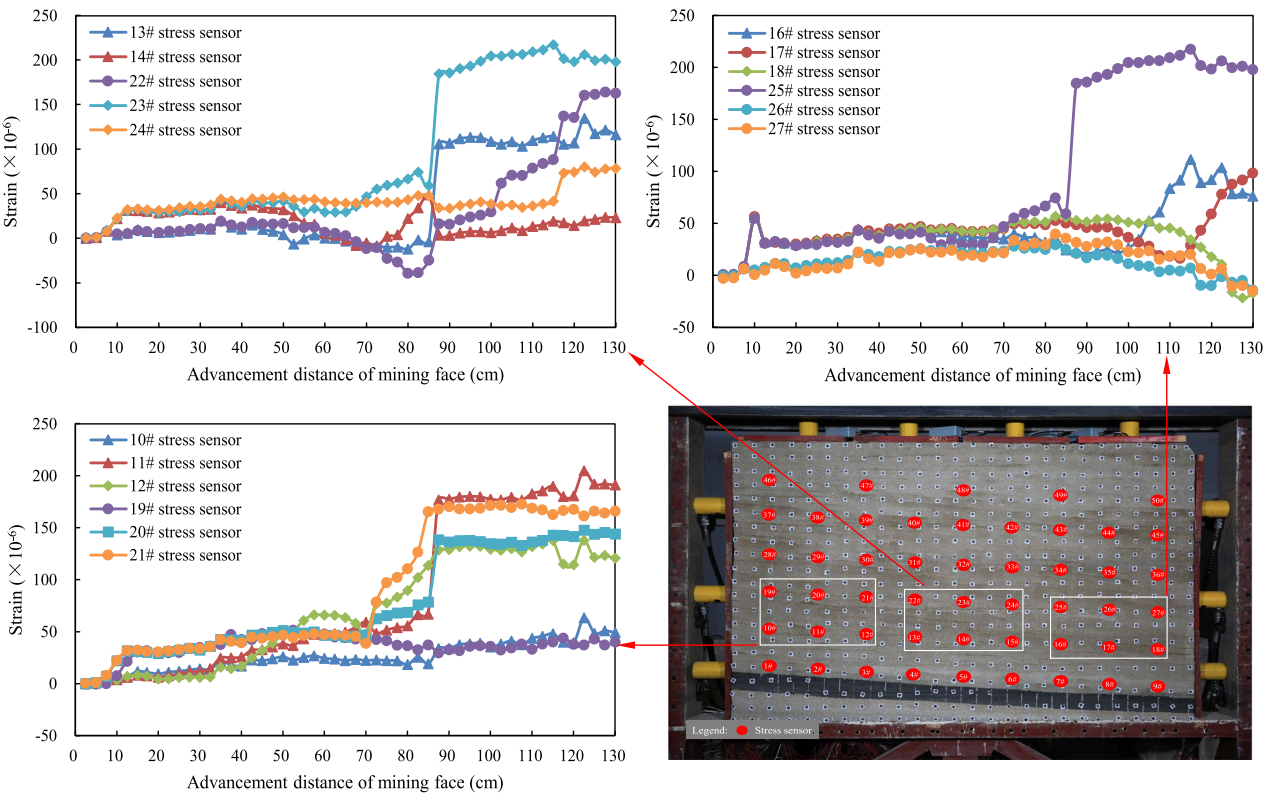 250
200
150
100
50
0
-50
-100
Strain (×10⁻⁶)
13# stress sensor
14# stress sensor
22# stress sensor
23# stress sensor
24# stress sensor
0 10 20 30 40 50 60 70 80 90 100 110 120 130
Advancement distance of mining face (cm)
250
200
150
100
50
0
-50
Strain (×10⁻⁶)
16# stress sensor
17# stress sensor
18# stress sensor
25# stress sensor
26# stress sensor
27# stress sensor
0 10 20 30 40 50 60 70 80 90 100 110 120 130
Advancement distance of mining face (cm)
250
200
150
100
50
0
-50
Strain (×10⁻⁶)
10# stress sensor
11# stress sensor
12# stress sensor
19# stress sensor
20# stress sensor
21# stress sensor
0 10 20 30 40 50 60 70 80 90 100 110 120 130
Advancement distance of mining face (cm)
46# 47# 48# 49# 50#
37# 38# 39# 40# 41# 42# 43# 44# 45#
28# 29# 30# 31# 32# 33# 34# 35# 36#
19# 20# 21# 22# 23# 24# 25# 26# 27#
10# 11# 12# 13# 14# 15# 16# 17# 18#
1# 2# 3# 4# 5# 6# 7# 8# 9#
Legend: Stress sensor